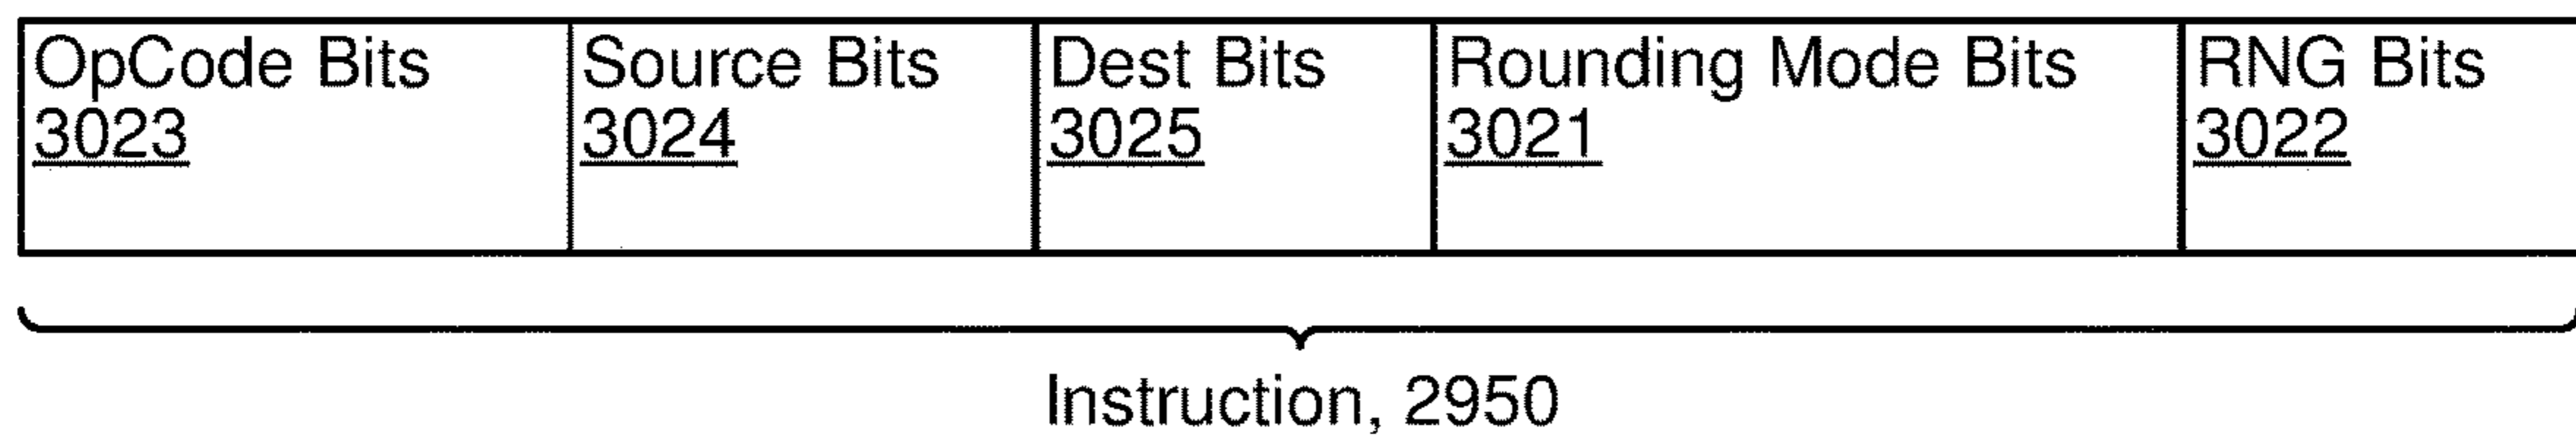 OpCode Bits
3023
Source Bits
3024
Dest Bits
3025
Rounding Mode Bits
3021
RNG Bits
3022
Instruction, 2950